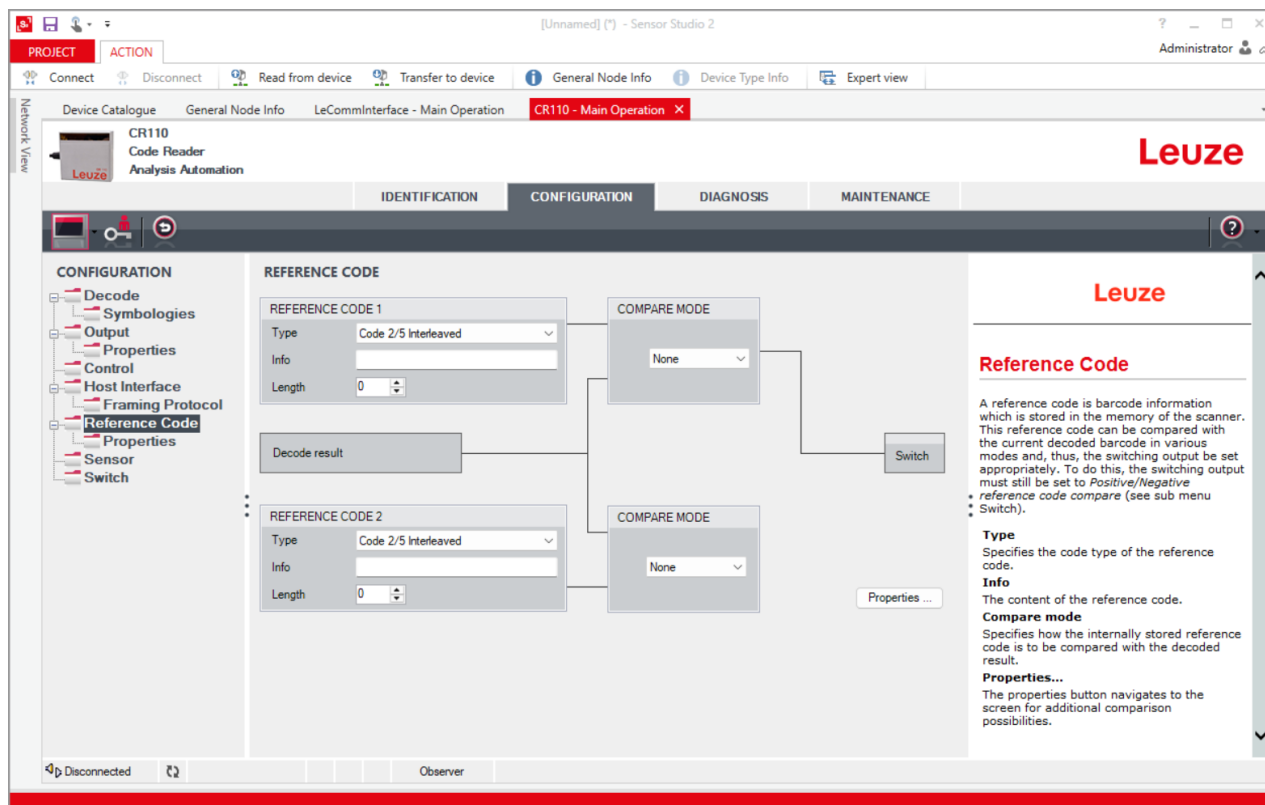 [Unnamed] (*) - Sensor Studio 2
PROJECT ACTION
Administrator
Connect Disconnect Read from device Transfer to device General Node Info Device Type Info Expert view
Network View
Device Catalogue General Node Info LeCommInterface - Main Operation CR110 - Main Operation
CR110
Code Reader
Analysis Automation
Leuze
Leuze
IDENTIFICATION CONFIGURATION DIAGNOSIS MAINTENANCE
CONFIGURATION
Decode
Symbologies
Output
Properties
Control
Host Interface
Framing Protocol
Reference Code
Properties
Sensor
Switch
REFERENCE CODE
REFERENCE CODE 1
Type Code 2/5 Interleaved
Info
Length 0
COMPARE MODE
None
Decode result
Switch
REFERENCE CODE 2
Type Code 2/5 Interleaved
Info
Length 0
COMPARE MODE
None
Properties ...
Leuze
Reference Code
A reference code is barcode information
which is stored in the memory of the scanner.
This reference code can be compared with
the current decoded barcode in various
modes and, thus, the switching output be set
appropriately. To do this, the switching output
must still be set to Positive/Negative
reference code compare (see sub menu
Switch).
Type
Specifies the code type of the reference
code.
Info
The content of the reference code.
Compare mode
Specifies how the internally stored reference
code is to be compared with the decoded
result.
Properties...
The properties button navigates to the
screen for additional comparison
possibilities.
Disconnected Observer